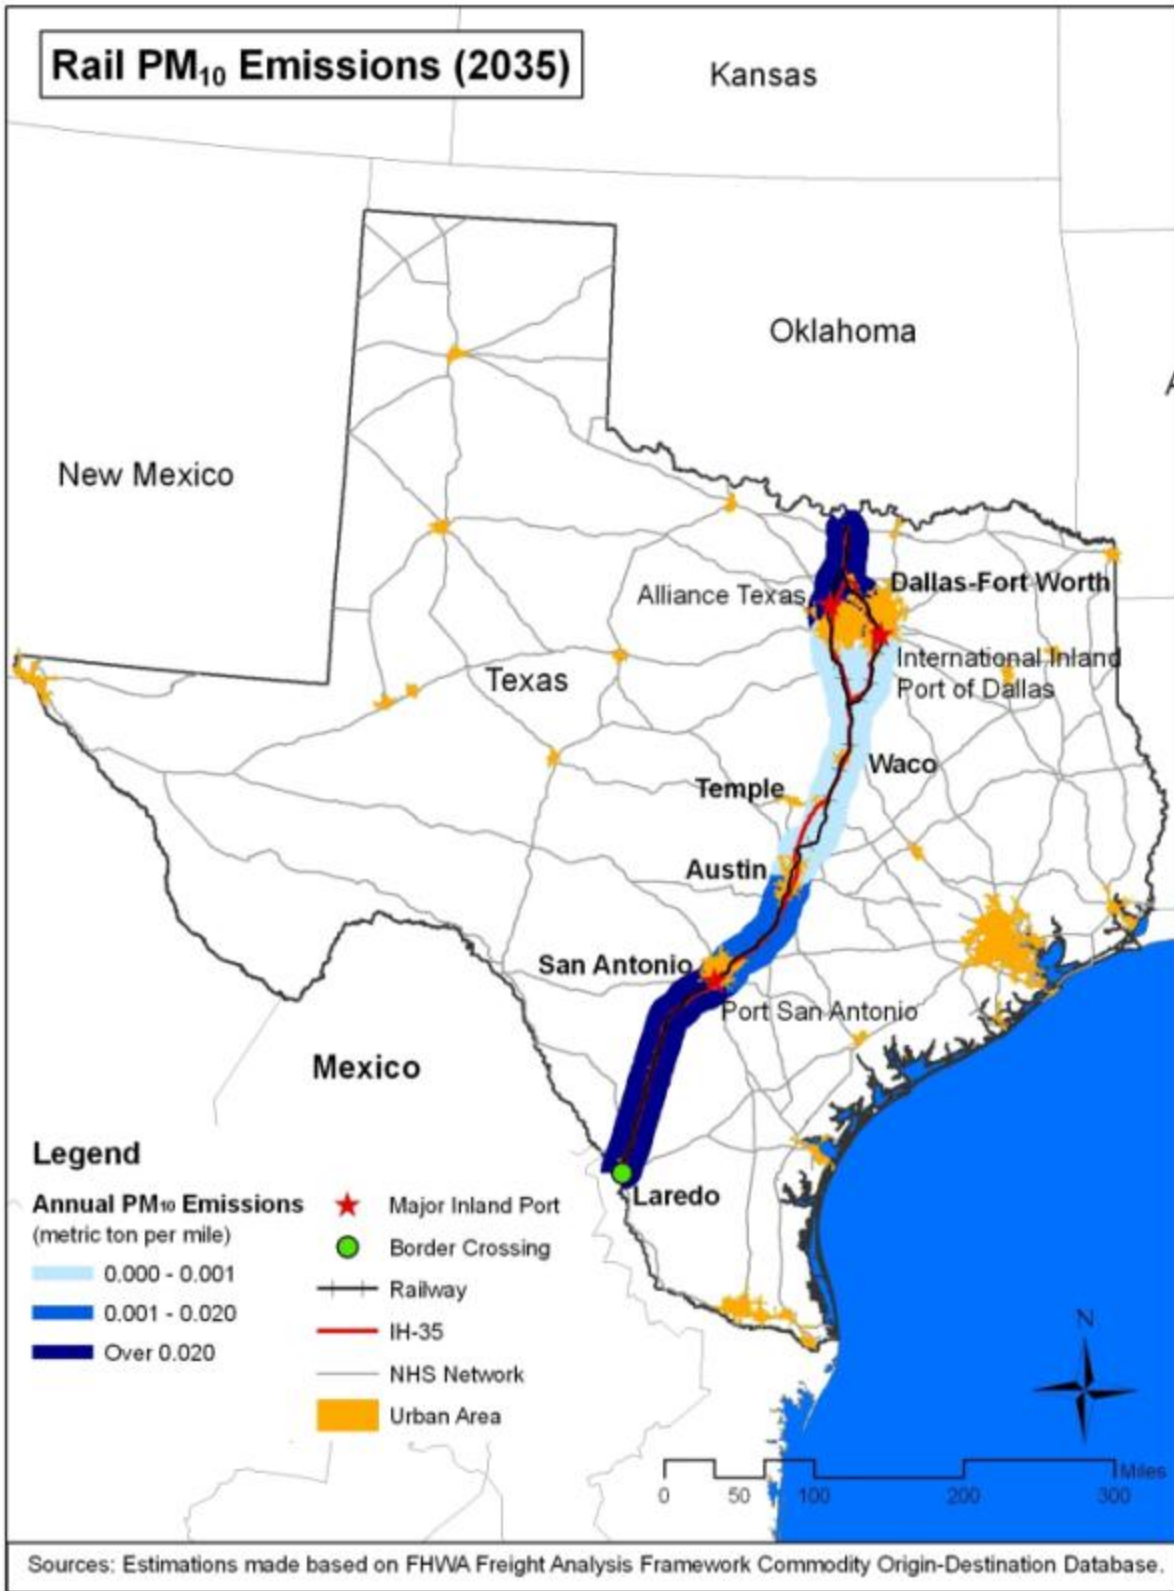 Rail PM₁₀ Emissions (2035)
Kansas
Oklahoma
A
New Mexico
Alliance Texas
Dallas-Fort Worth
Texas
International Inland
Port of Dallas
Waco
Temple
Austin
San Antonio
Port San Antonio
Mexico
Laredo
Legend
Annual PM₁₀ Emissions
(metric ton per mile)
0.000 - 0.001
0.001 - 0.020
Over 0.020
Major Inland Port
Border Crossing
Railway
IH-35
NHS Network
Urban Area
N
Miles
0 50 100 200 300
Sources: Estimations made based on FHWA Freight Analysis Framework Commodity Origin-Destination Database.